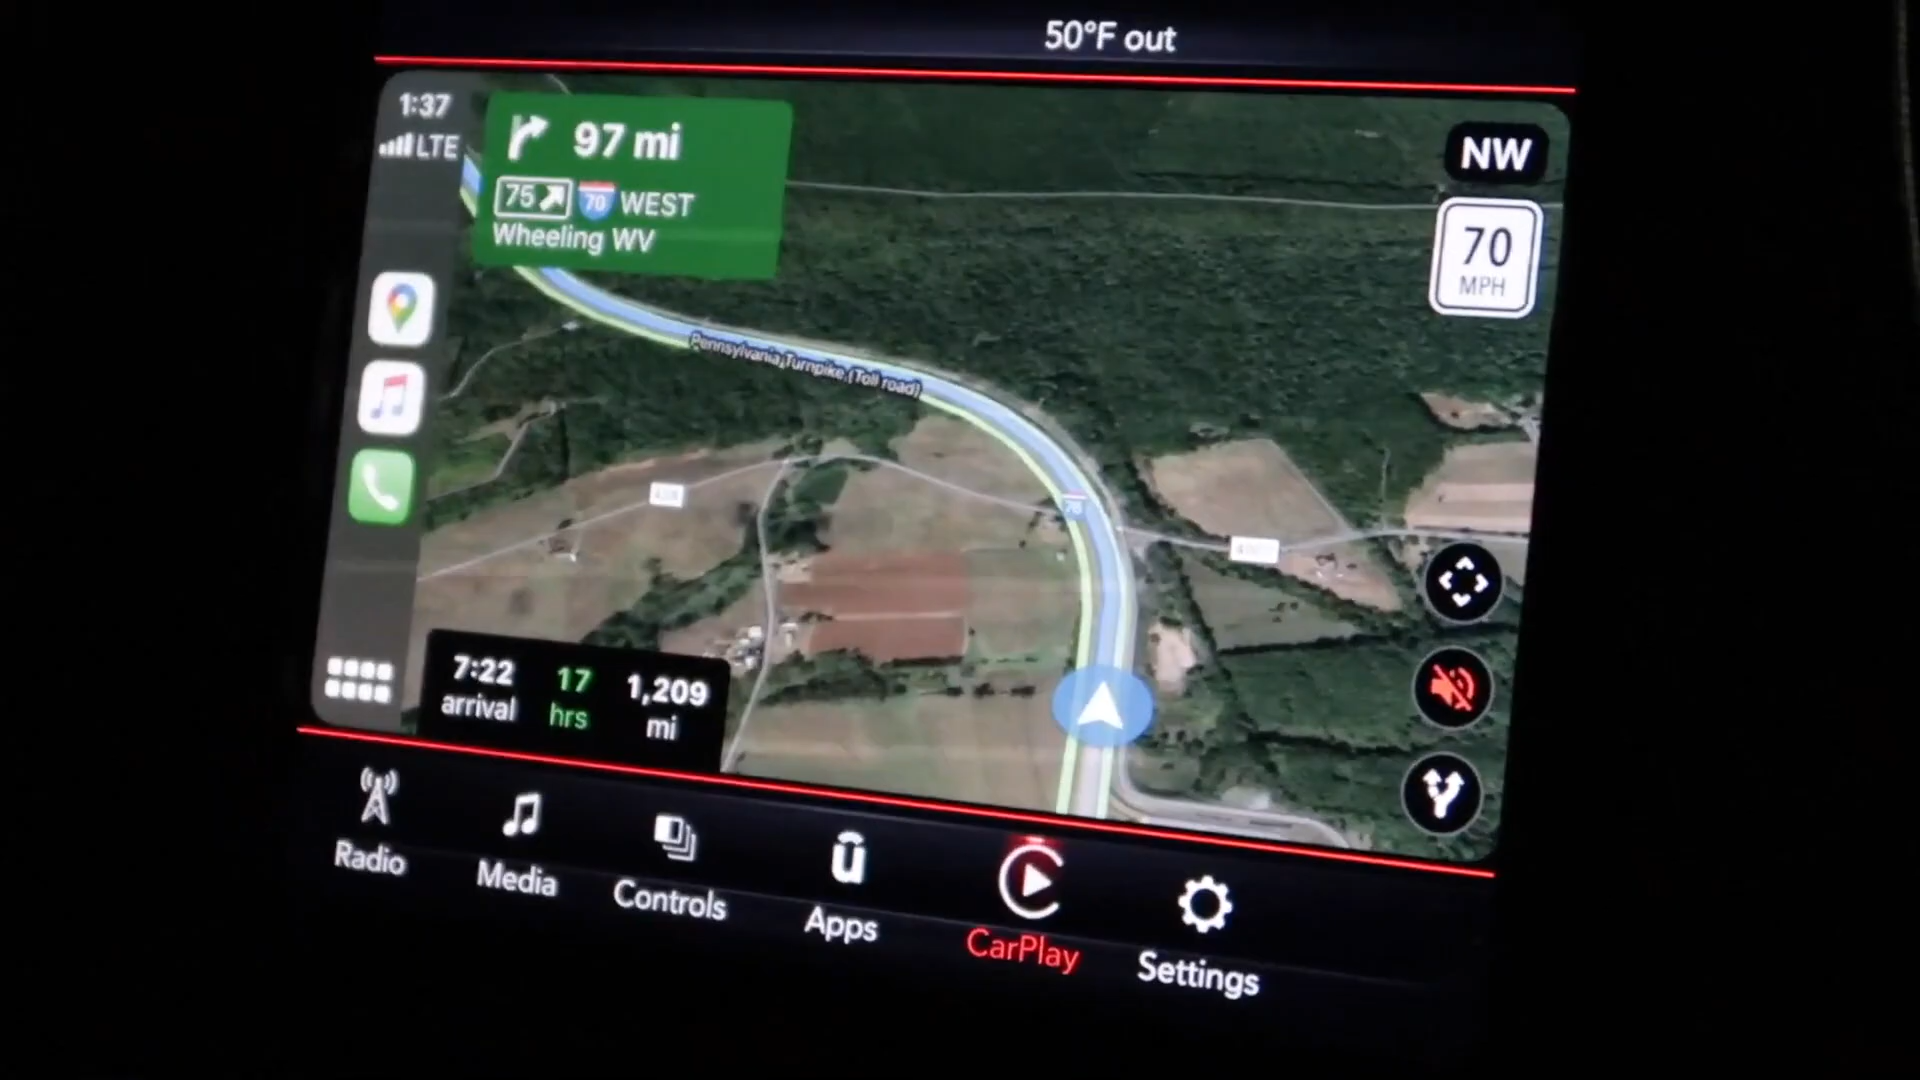 50°F out
1:37
LTE
97 mi
75 70 WEST
Wheeling WV
NW
70
MPH
Pennsylvania Turnpike (Toll road)
76
7:22 17 1,209
arrival hrs mi
Radio
Media
Controls
Apps
CarPlay
Settings